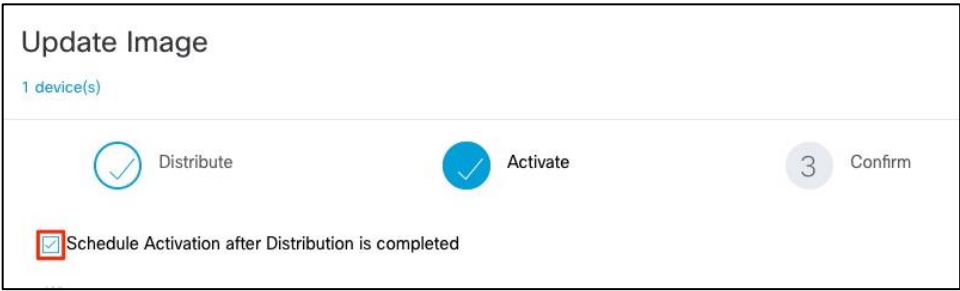 Update Image
1 device(s)
Distribute
Activate
3 Confirm
Schedule Activation after Distribution is completed